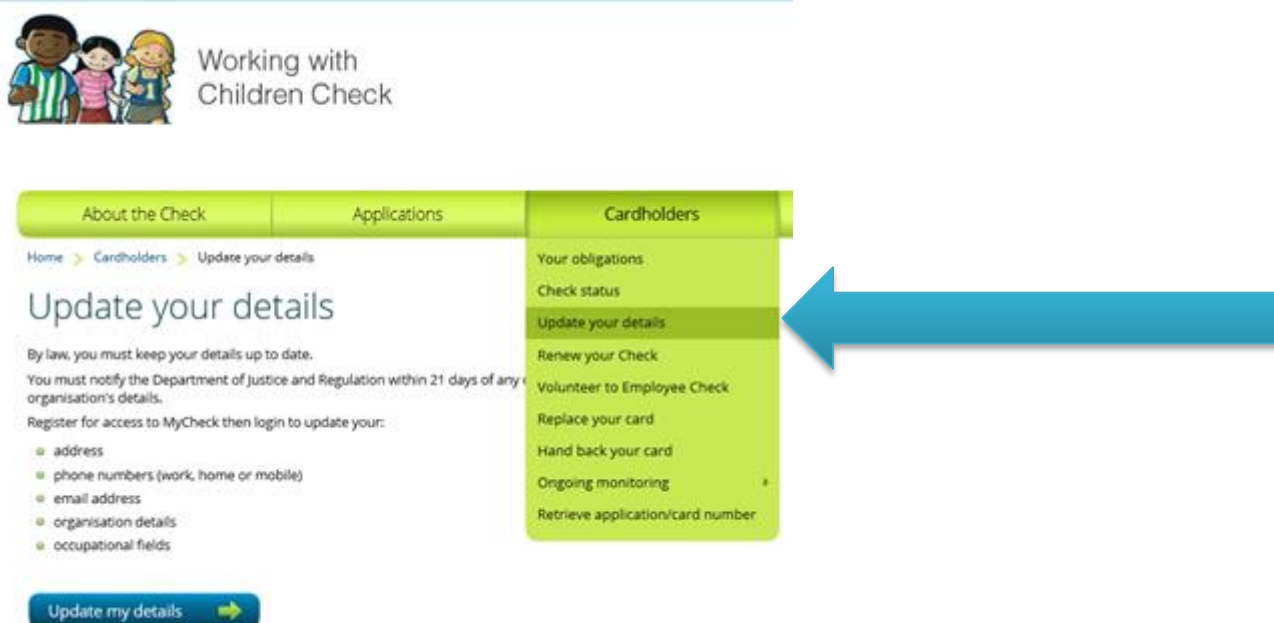 Working with
Children Check
About the Check
Applications
Cardholders
Home > Cardholders > Update your details
Update your details
By law, you must keep your details up to date.
You must notify the Department of Justice and Regulation within 21 days of any
organisation's details.
Register for access to MyCheck then login to update your:
address
phone numbers (work, home or mobile)
email address
organisation details
occupational fields
Update my details
Your obligations
Check status
Update your details
Renew your Check
Volunteer to Employee Check
Replace your card
Hand back your card
Ongoing monitoring
Retrieve application/card number